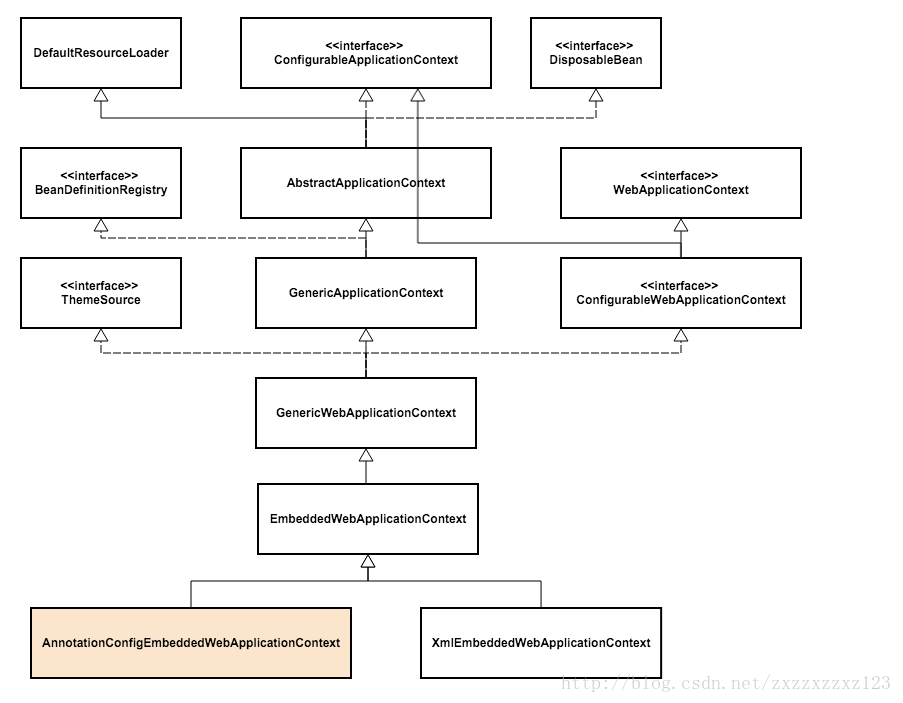 DefaultResourceLoader
<<interface>>
ConfigurableApplicationContext
<<interface>>
DisposableBean
<<interface>>
BeanDefinitionRegistry
AbstractApplicationContext
<<interface>>
WebApplicationContext
<<interface>>
ThemeSource
GenericApplicationContext
<<interface>>
ConfigurableWebApplicationContext
GenericWebApplicationContext
EmbeddedWebApplicationContext
AnnotationConfigEmbeddedWebApplicationContext
XmlEmbeddedWebApplicationContext
http://blog.csdn.net/zxzzxzzxz123